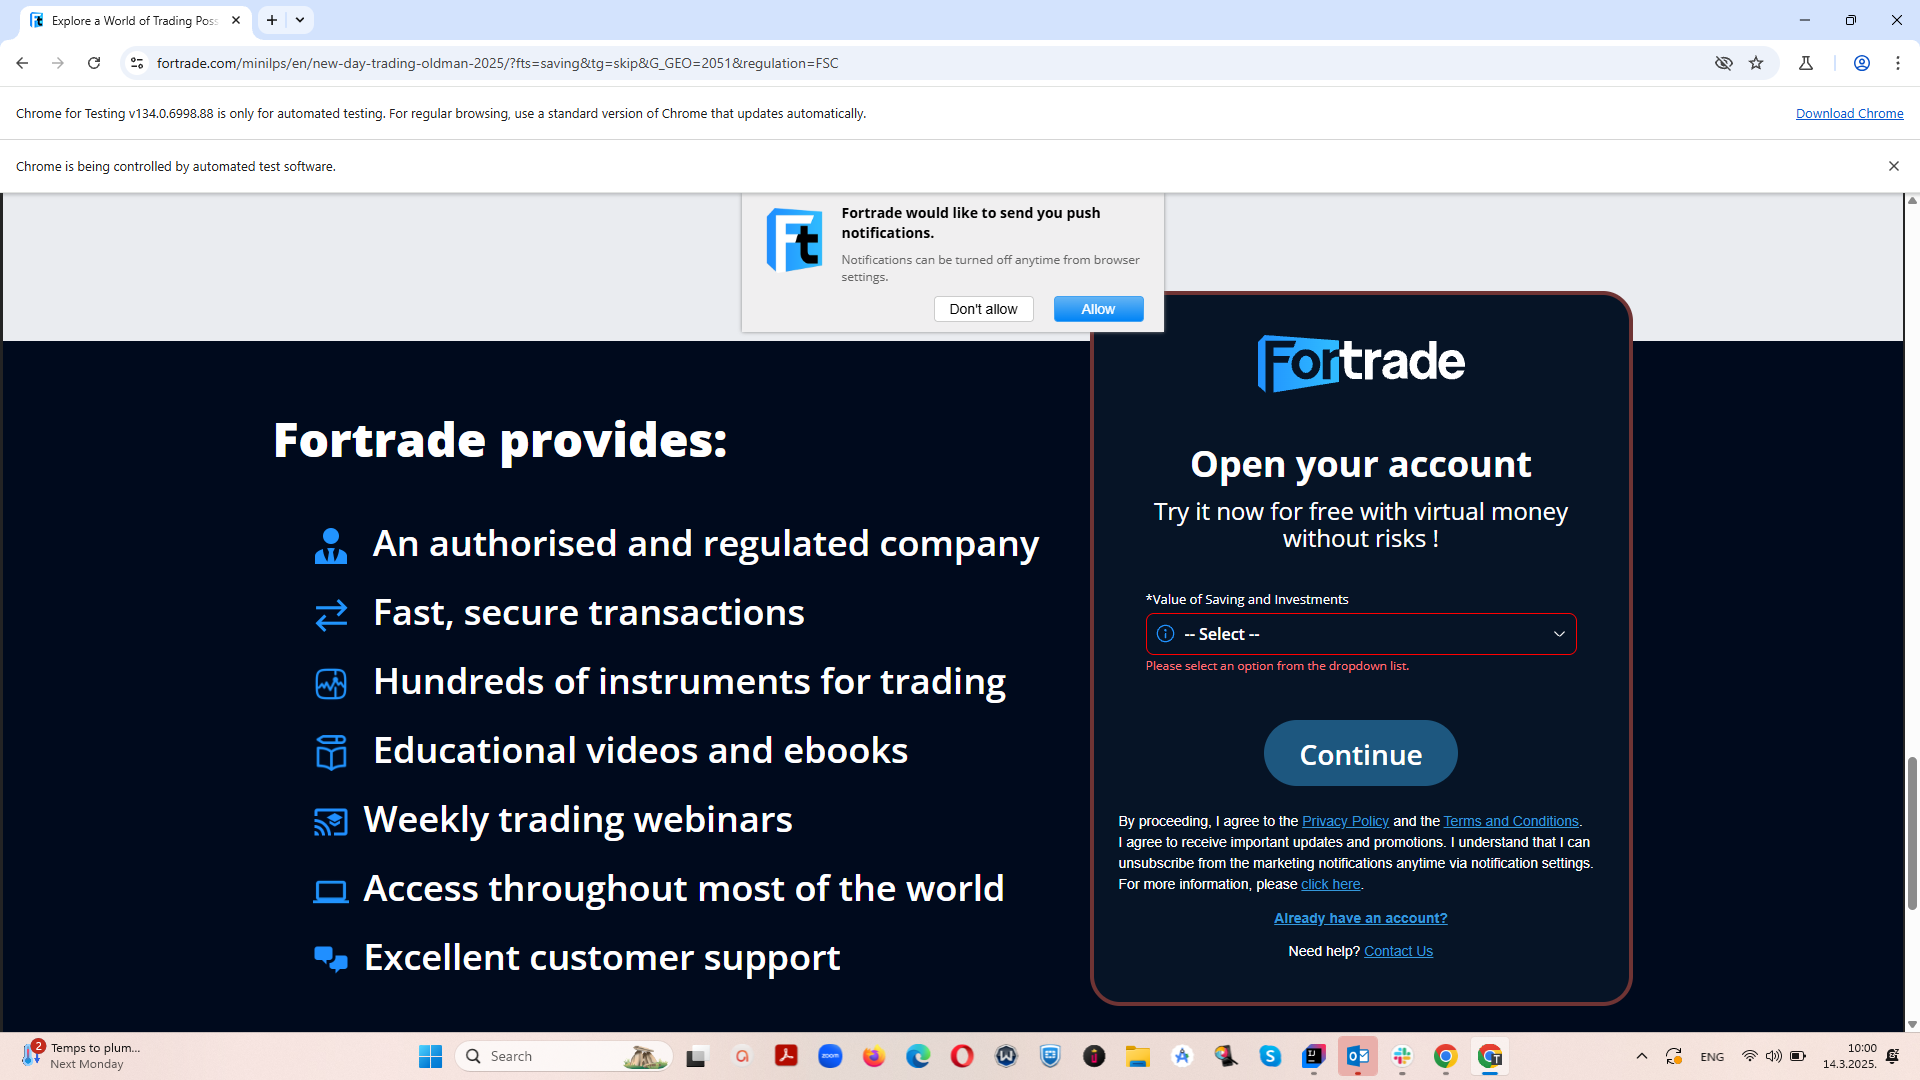 Explore a World of Trading Poss
fortrade.com/minilps/en/new-day-trading-oldman-2025/?fts=saving&tg=skip&G_GEO=2051&regulation=FSC
Chrome for Testing v134.0.6998.88 is only for automated testing. For regular browsing, use a standard version of Chrome that updates automatically.
Download Chrome
Chrome is being controlled by automated test software.
Ft
Fortrade would like to send you push
notifications.
Notifications can be turned off anytime from browser
settings.
Don't allow
Allow
Fortrade provides:
An authorised and regulated company
Fast, secure transactions
Hundreds of instruments for trading
Educational videos and ebooks
Weekly trading webinars
Access throughout most of the world
Excellent customer support
Fortrade
Open your account
Try it now for free with virtual money
without risks !
*Value of Saving and Investments
-- Select --
Please select an option from the dropdown list.
Continue
By proceeding, I agree to the Privacy Policy and the Terms and Conditions.
I agree to receive important updates and promotions. I understand that I can
unsubscribe from the marketing notifications anytime via notification settings.
For more information, please click here.
Already have an account?
Need help? Contact Us
2
Temps to plum...
Next Monday
Search
zoom
ENG
10:00
14.3.2025.